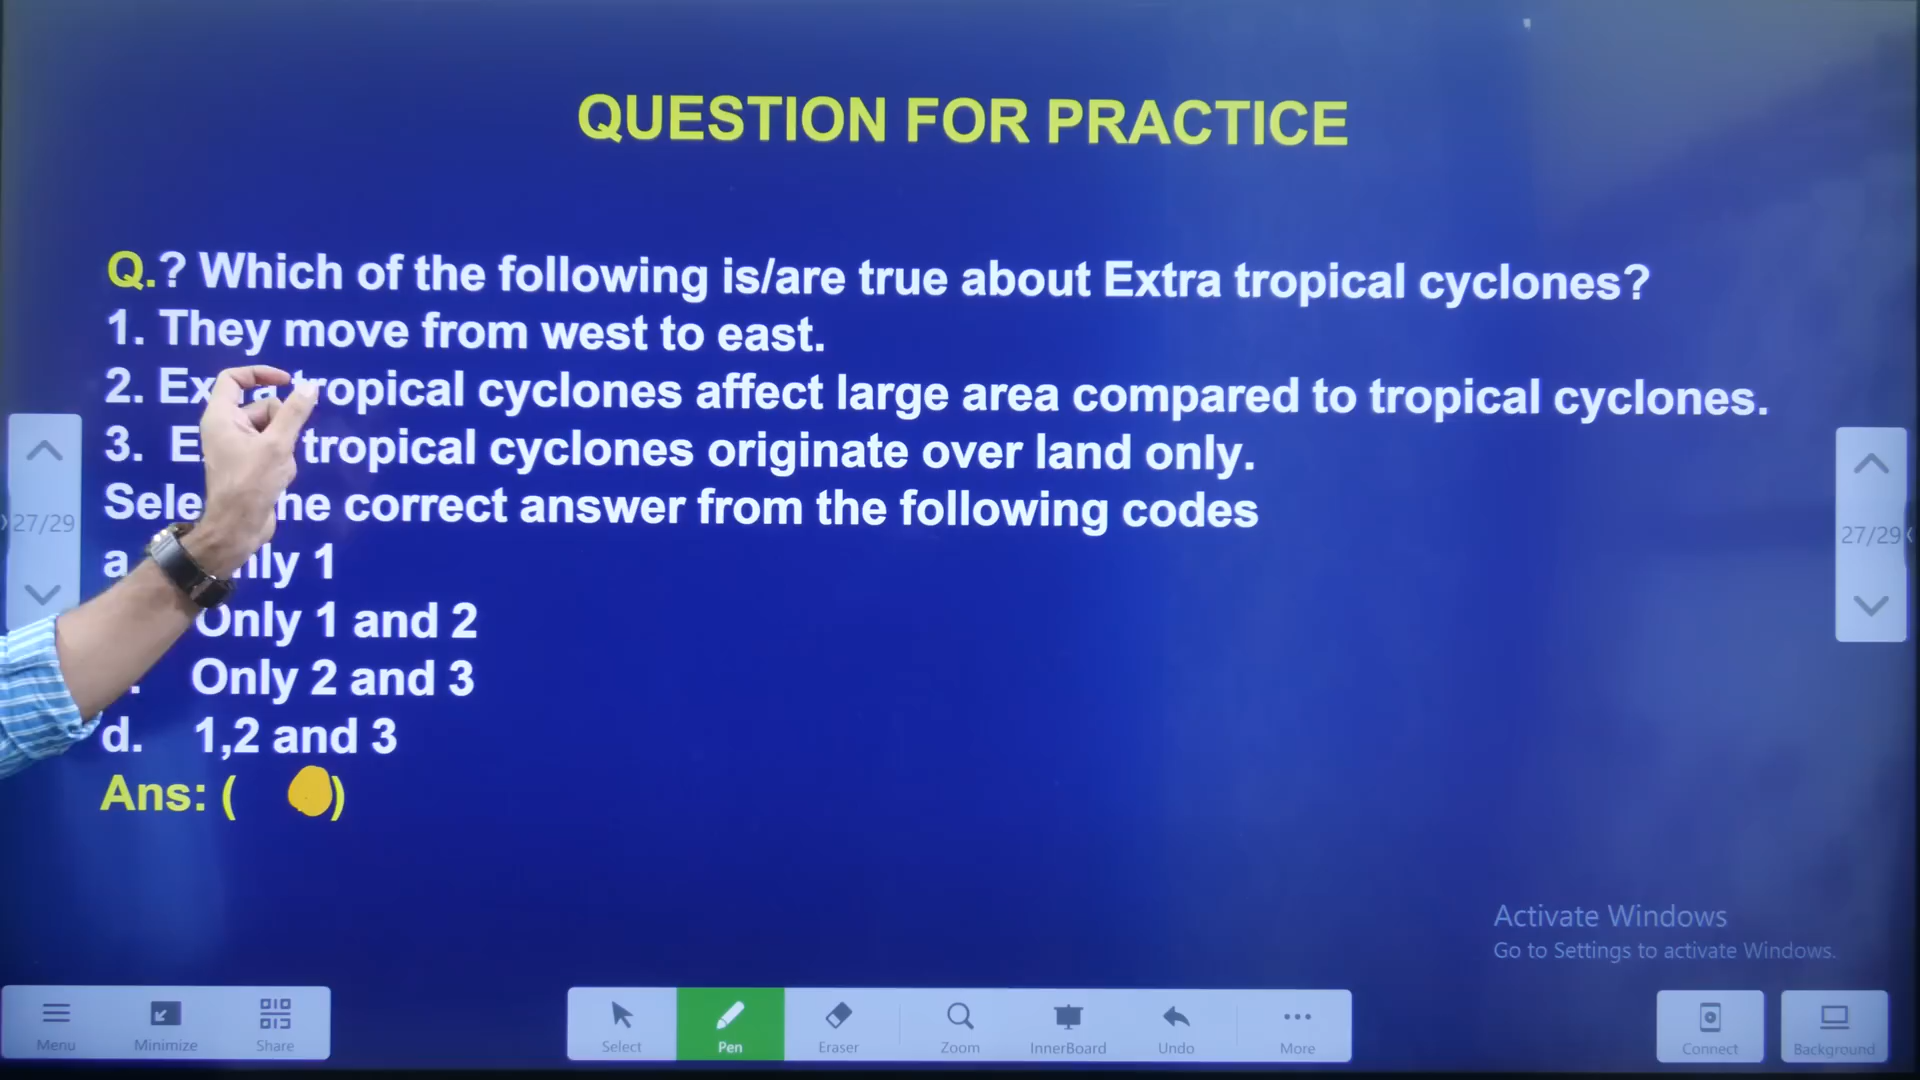 QUESTION FOR PRACTICE
Q.? Which of the following is/are true about Extra tropical cyclones?
1. They move from west to east.
2. Extra tropical cyclones affect large area compared to tropical cyclones.
3. E tropical cyclones originate over land only.
Sele he correct answer from the following codes
a nly 1
Only 1 and 2
. Only 2 and 3
d. 1,2 and 3
Ans: ( )
27/29
27/29
Activate Windows
Go to Settings to activate Windows.
Menu Minimize Share Select Pen Eraser Zoom InnerBoard Undo More Connect Background